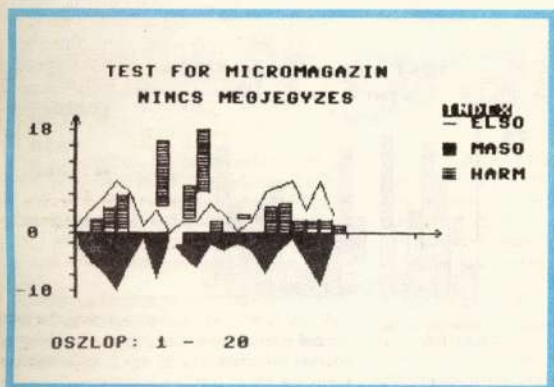 TEST FOR MICROMAGAZIN
NINCS MEGJEGYZES
INDEX
ELSO
MASO
HARM
18
0
-10
OSZLOP: 1 - 20